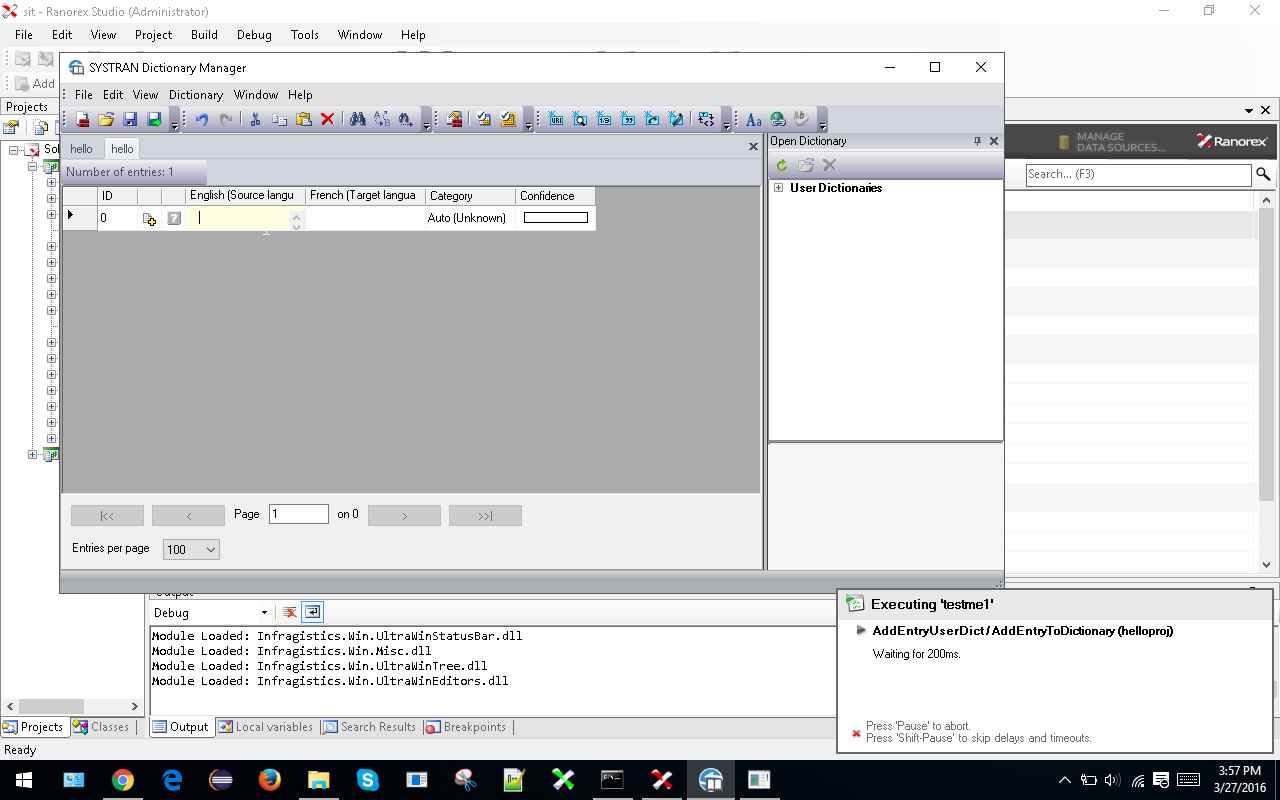 sit - Ranorex Studio (Administrator)
File Edit View Project Build Debug Tools Window Help
Add
Projects
SYSTRAN Dictionary Manager
File Edit View Dictionary Window Help
hello hello
Number of entries: 1
ID English (Source langu French (Target langua Category Confidence
0 Auto (Unknown)
Page 1 on 0
Entries per page 100
Open Dictionary
User Dictionaries
MANAGE
DATA SOURCES...
Ranorex
Search... (F3)
Debug
Module Loaded: Infragistics.Win.UltraWinStatusBar.dll
Module Loaded: Infragistics.Win.Misc.dll
Module Loaded: Infragistics.Win.UltraWinTree.dll
Module Loaded: Infragistics.Win.UltraWinEditors.dll
Projects Classes Output Local variables Search Results Breakpoints
Ready
Executing 'testme1'
AddEntryUserDict / AddEntryToDictionary (helloproj)
Waiting for 200ms.
Press 'Pause' to abort.
Press 'Shift-Pause' to skip delays and timeouts.
3:57 PM
3/27/2016